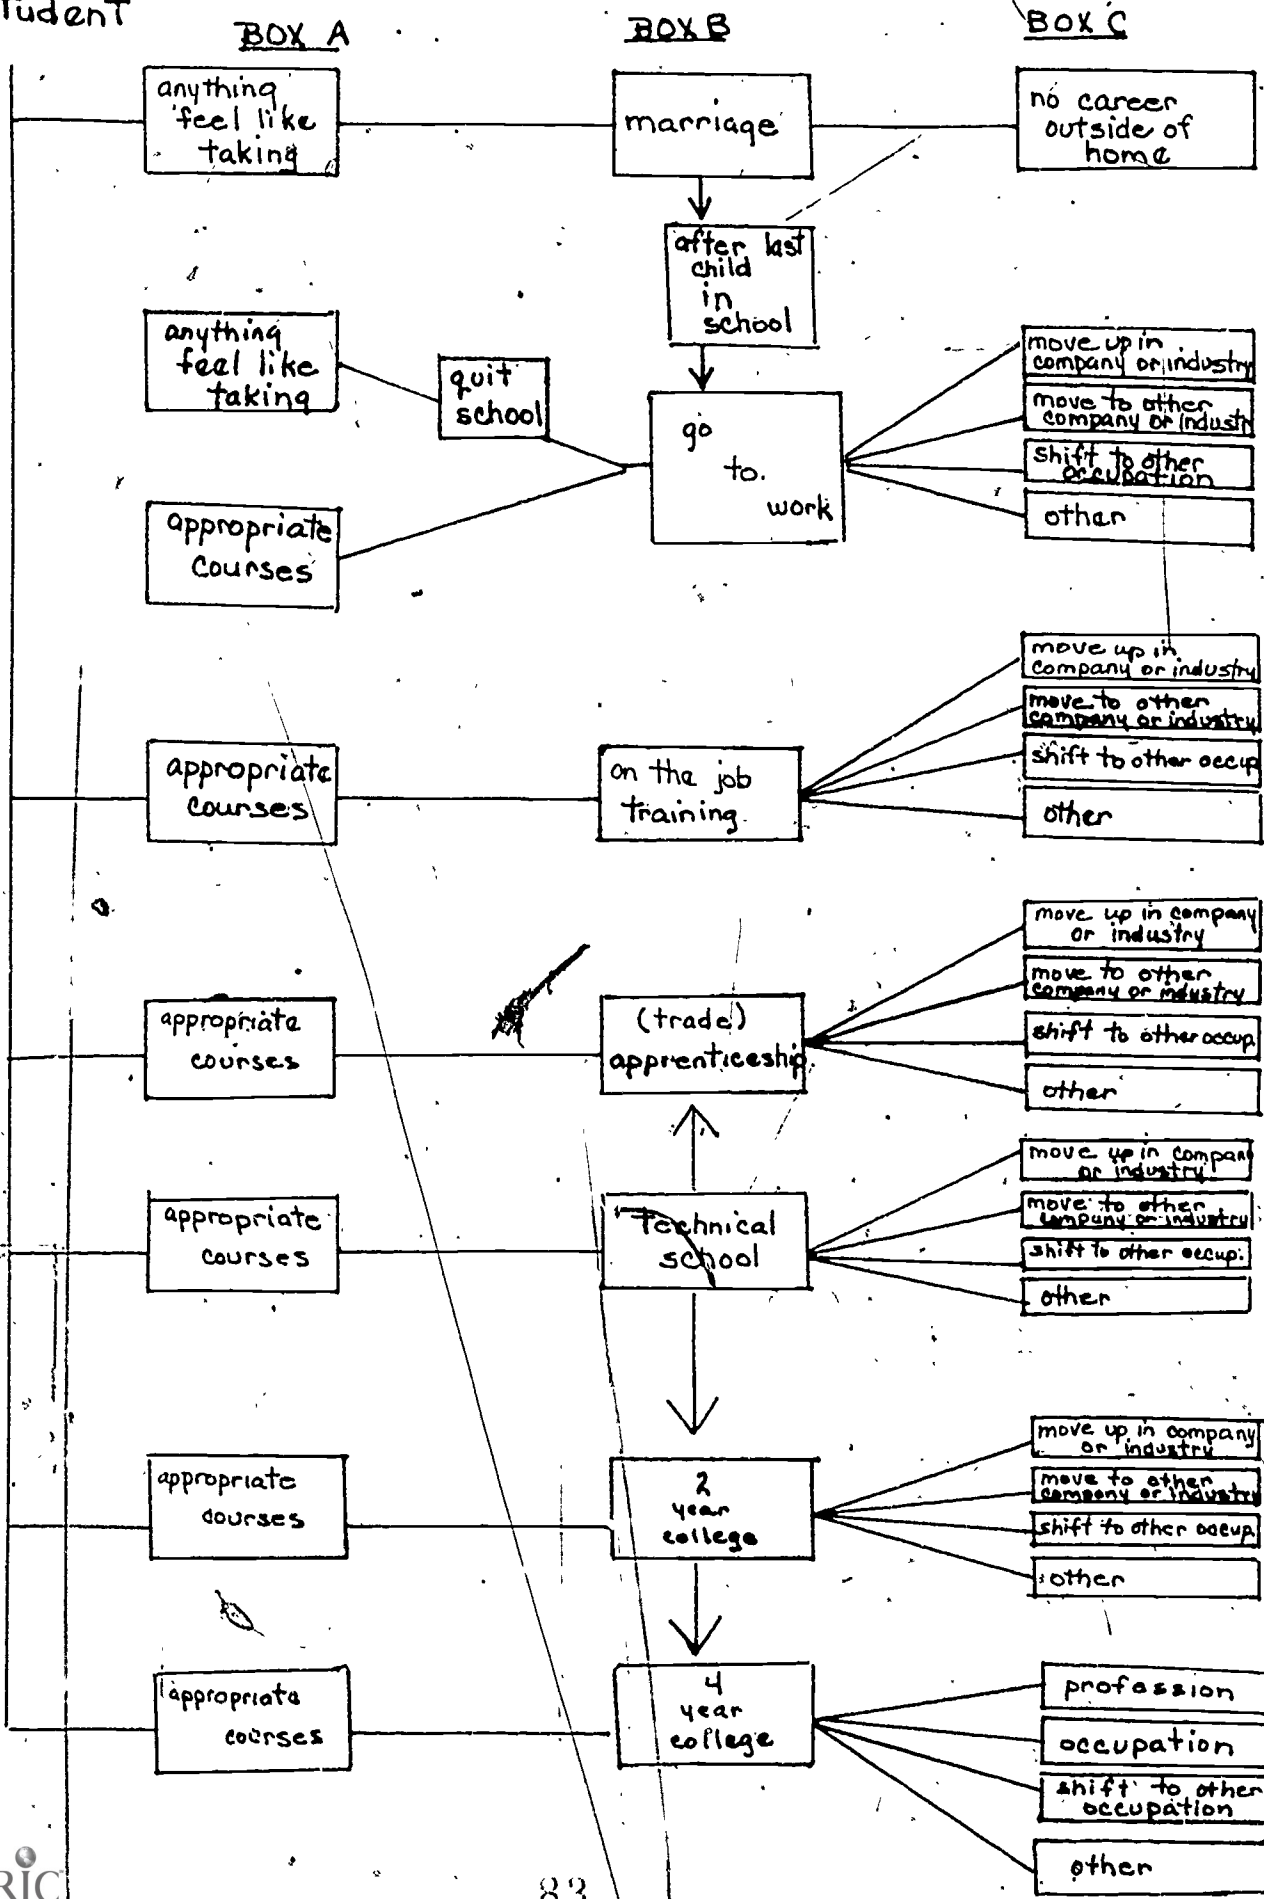 BOX A
BOX B
BOX C
anything
feel like
taking
marriage
no career
outside of
home
after last
child
in
school
anything
feel like
taking
quit
school
appropriate
courses
go
to
work
move up in
company or industry
move to other
company or industry
shift to other
occupation
other
appropriate
courses
on the job
training
move up in
company or industry
move to other
company or industry
shift to other occup
other
appropriate
courses
(trade)
apprenticeship
move up in company
or industry
move to other
company or industry
shift to other occup.
other
appropriate
courses
Technical
school
move up in company
or industry
move to other
company or industry
shift to other occup.
other
appropriate
courses
2
year
college
move up in company
or industry
move to other
company or industry
shift to other occup.
other
appropriate
courses
4
year
college
profession
occupation
shift to other
occupation
other
83